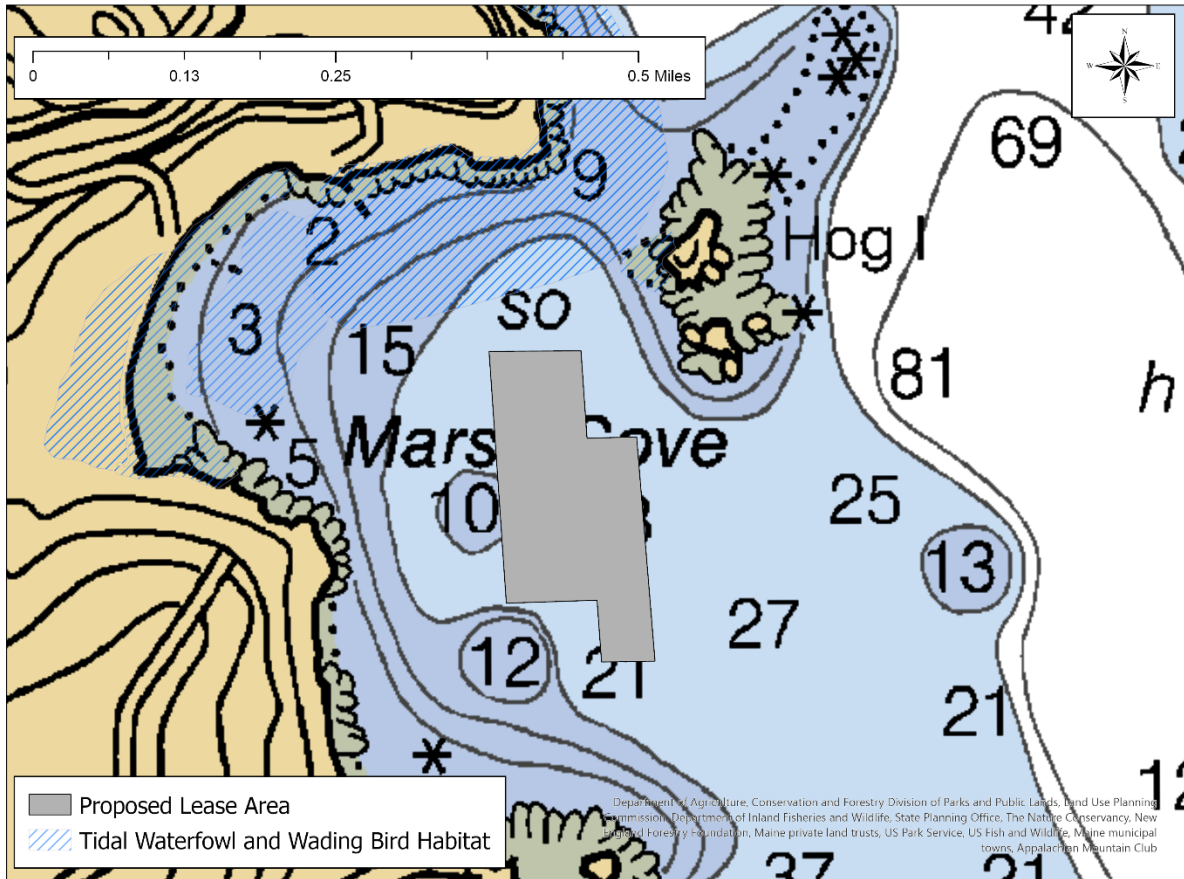 42
0 0.13 0.25 0.5 Miles
N
W E
S
69
9
2
Hog I
3
so
15
81
h
Mars Cove
5
25
10
13
27
12
21
21
12
Proposed Lease Area
Tidal Waterfowl and Wading Bird Habitat
Department of Agriculture, Conservation and Forestry Division of Parks and Public Lands, Land Use Planning
Commission, Department of Inland Fisheries and Wildlife, State Planning Office, The Nature Conservancy, New
England Forestry Foundation, Maine private land trusts, US Park Service, US Fish and Wildlife, Maine municipal
towns, Appalachian Mountain Club
37
21